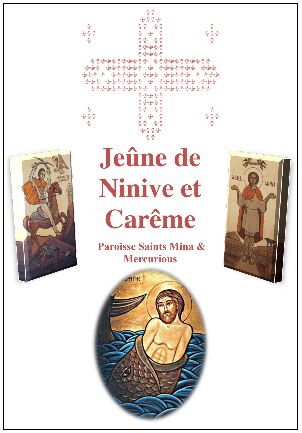 Jeûne de
Ninive et
Carême
Paroisse Saints Mina &
Mercurious